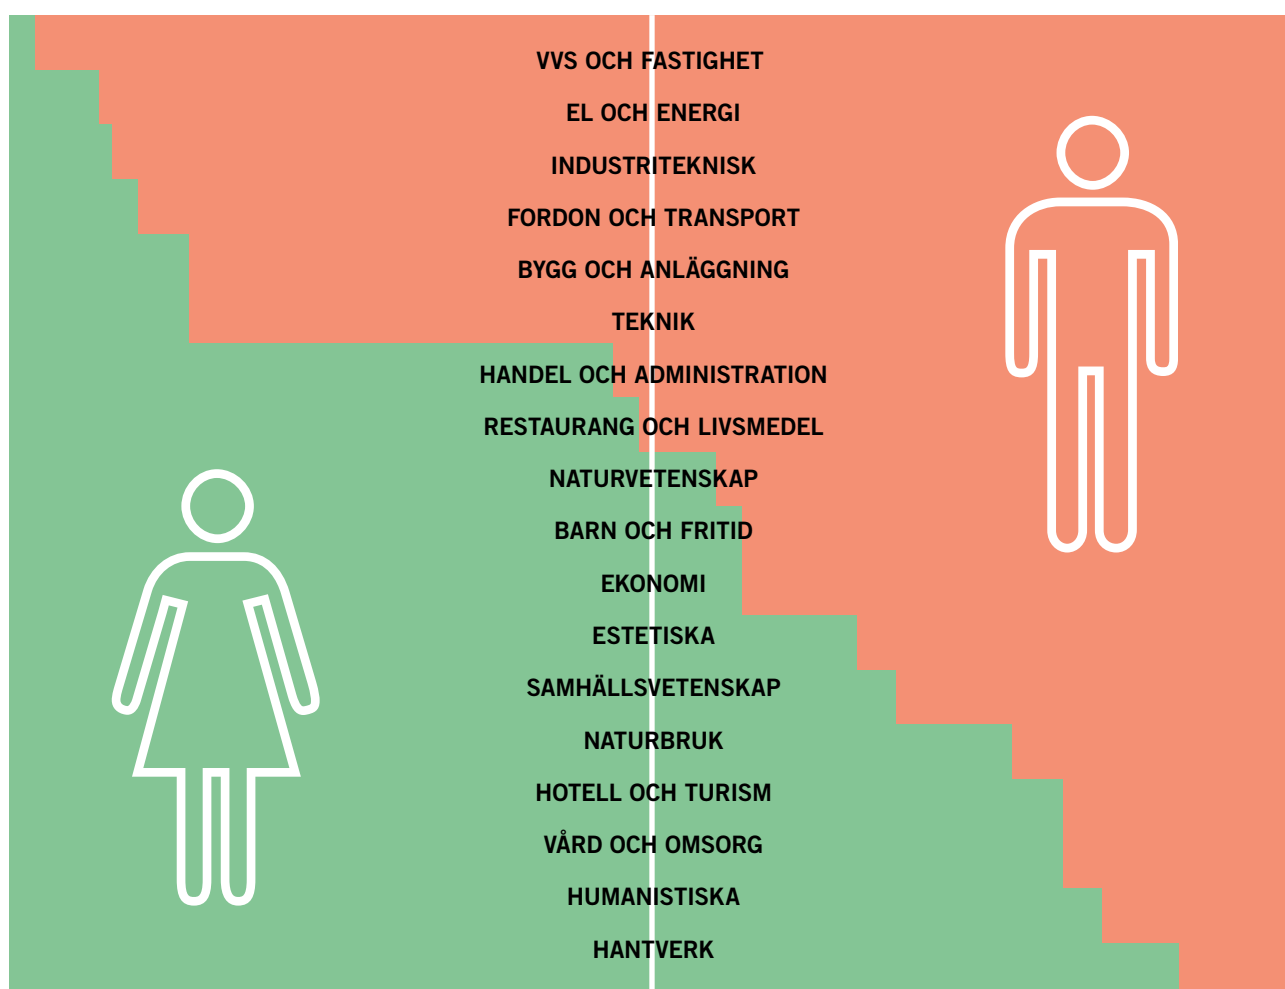 VVS OCH FASTIGHET
EL OCH ENERGI
INDUSTRITEKNISK
FORDON OCH TRANSPORT
BYGG OCH ANLÄGGNING
TEKNIK
HANDEL OCH ADMINISTRATION
RESTAURANG OCH LIVSMEDEL
NATURVETENSKAP
BARN OCH FRITID
EKONOMI
ESTETISKA
SAMHÄLLSVETENSKAP
NATURBRUK
HOTELL OCH TURISM
VÅRD OCH OMSORG
HUMANISTISKA
HANTVERK